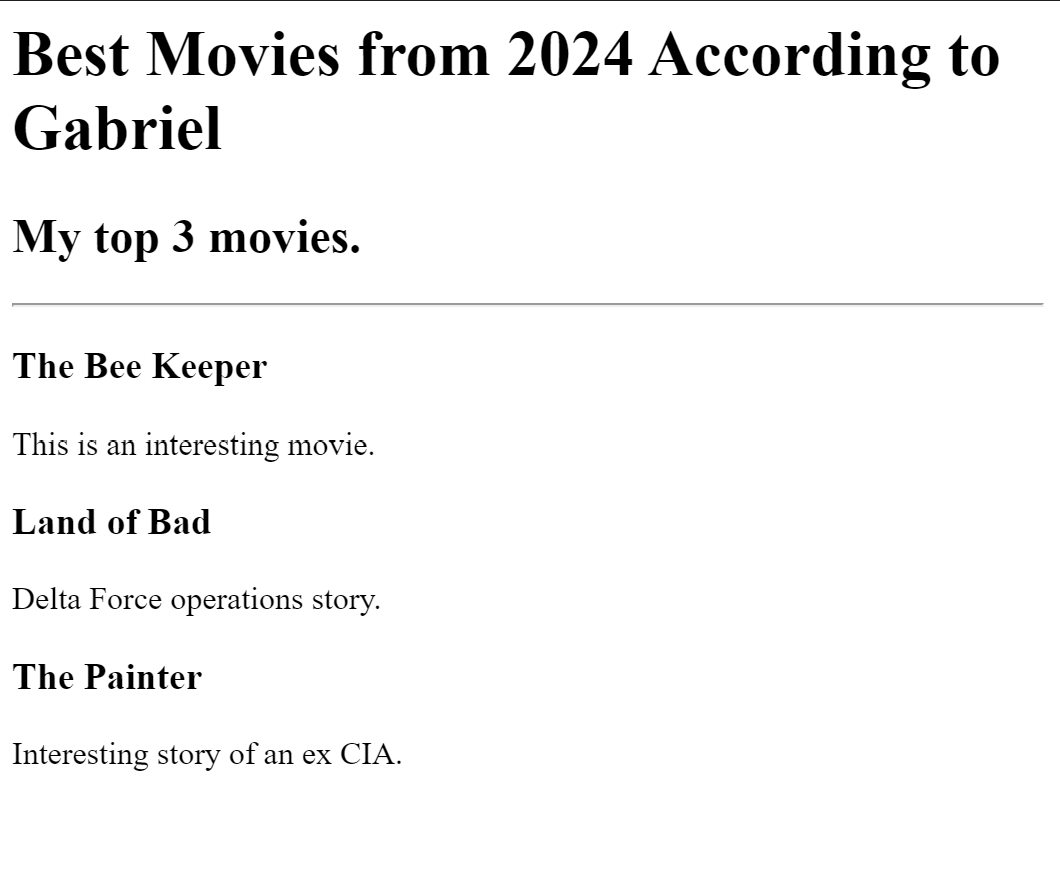 Best Movies from 2024 According to
Gabriel
My top 3 movies.
The Bee Keeper
This is an interesting movie.
Land of Bad
Delta Force operations story.
The Painter
Interesting story of an ex CIA.